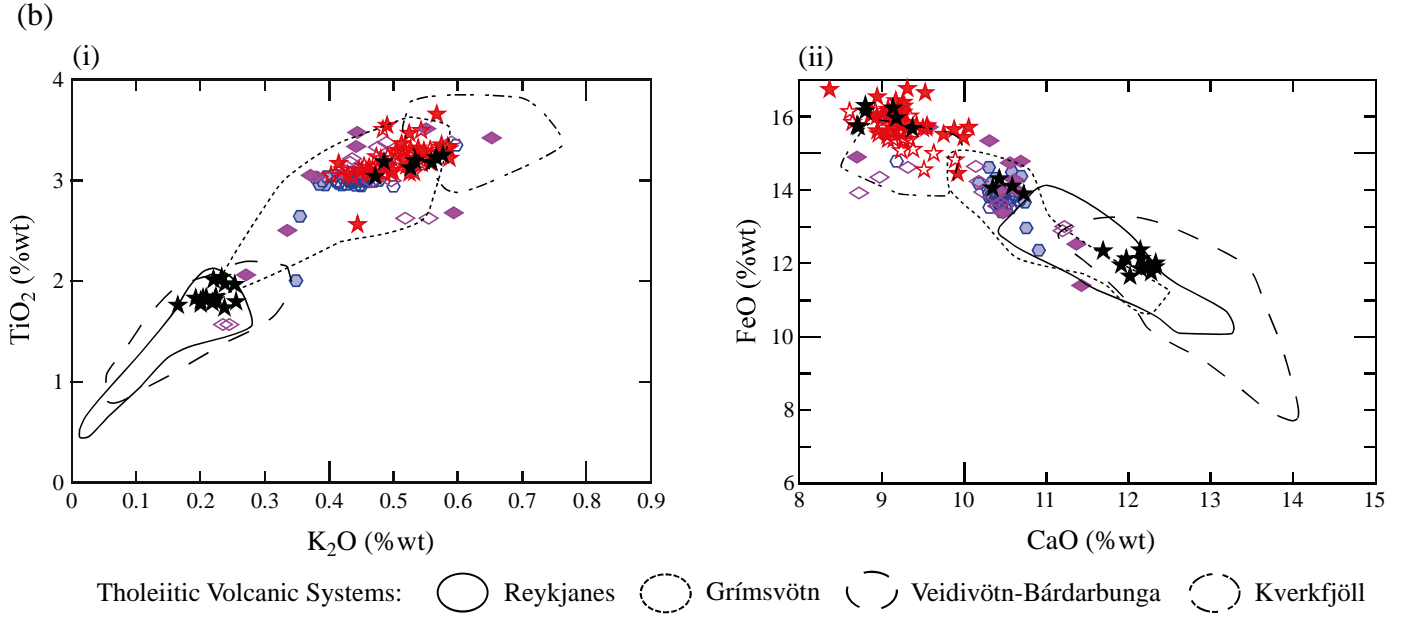 (b)
(i)
4
3
2
1
0
TiO₂ (%wt)
0 0.1 0.2 0.3 0.4 0.5 0.6 0.7 0.8 0.9
K₂O (%wt)
(ii)
16
14
12
10
8
6
FeO (%wt)
8 9 10 11 12 13 14 15
CaO (%wt)
Tholeiitic Volcanic Systems: Reykjanes Grímsvötn Veidivötn-Bárdarbunga Kverkfjöll